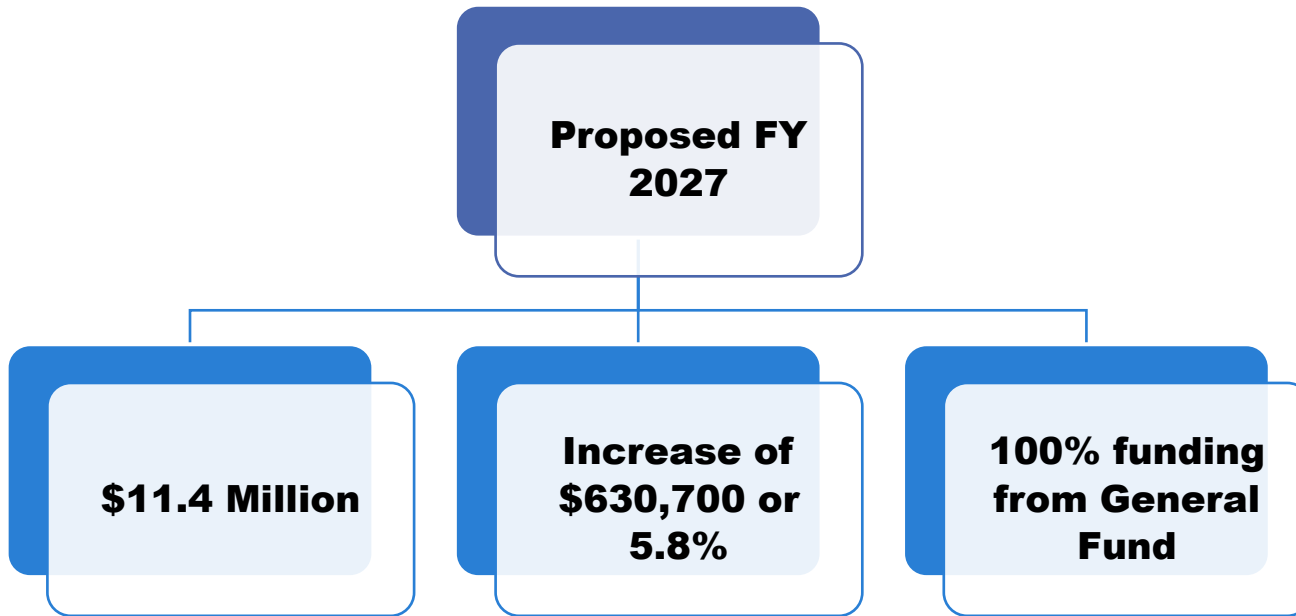 Proposed FY
2027
$11.4 Million
Increase of
$630,700 or
5.8%
100% funding
from General
Fund